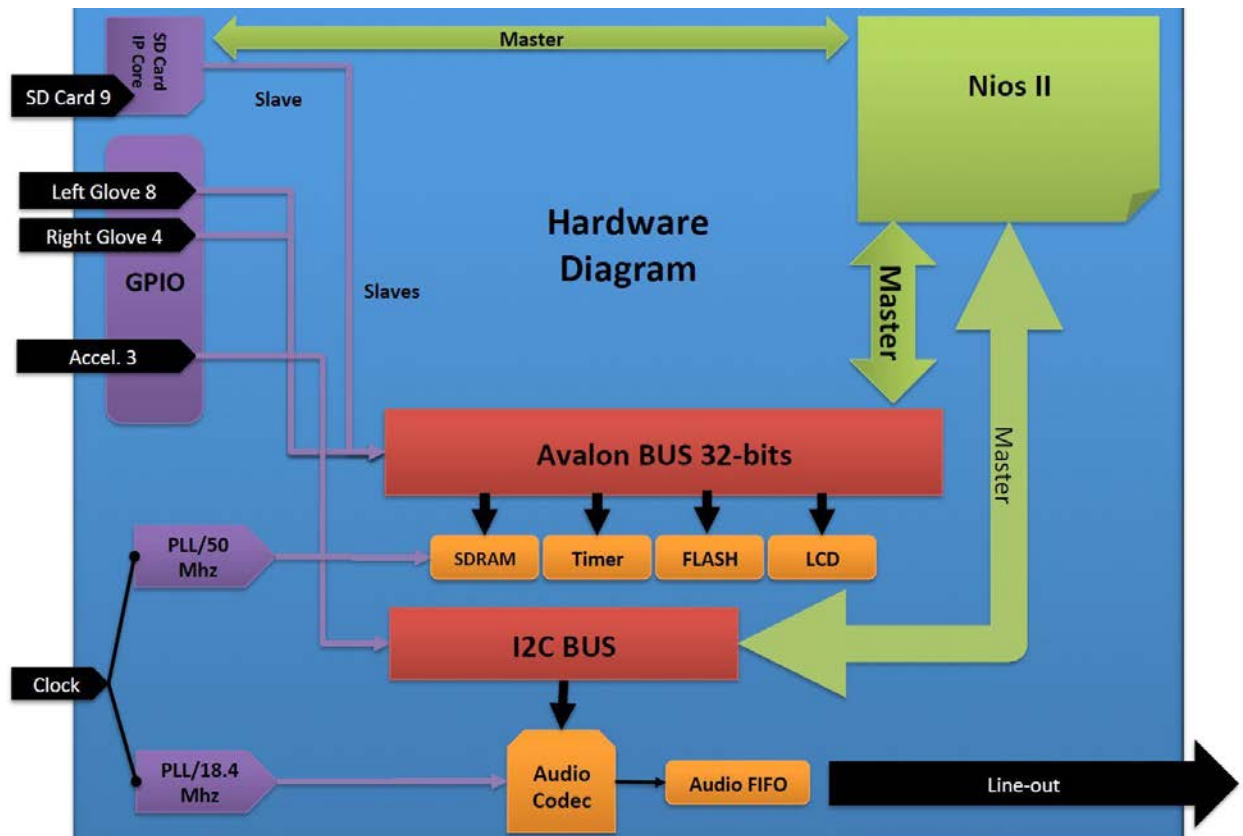 SD Card
IP Core
Master
Nios II
SD Card 9
Slave
Left Glove 8
Right Glove 4
GPIO
Hardware
Diagram
Slaves
Master
Accel. 3
Master
Avalon BUS 32-bits
PLL/50
Mhz
SDRAM
Timer
FLASH
LCD
I2C BUS
Clock
PLL/18.4
Mhz
Audio
Codec
Audio FIFO
Line-out